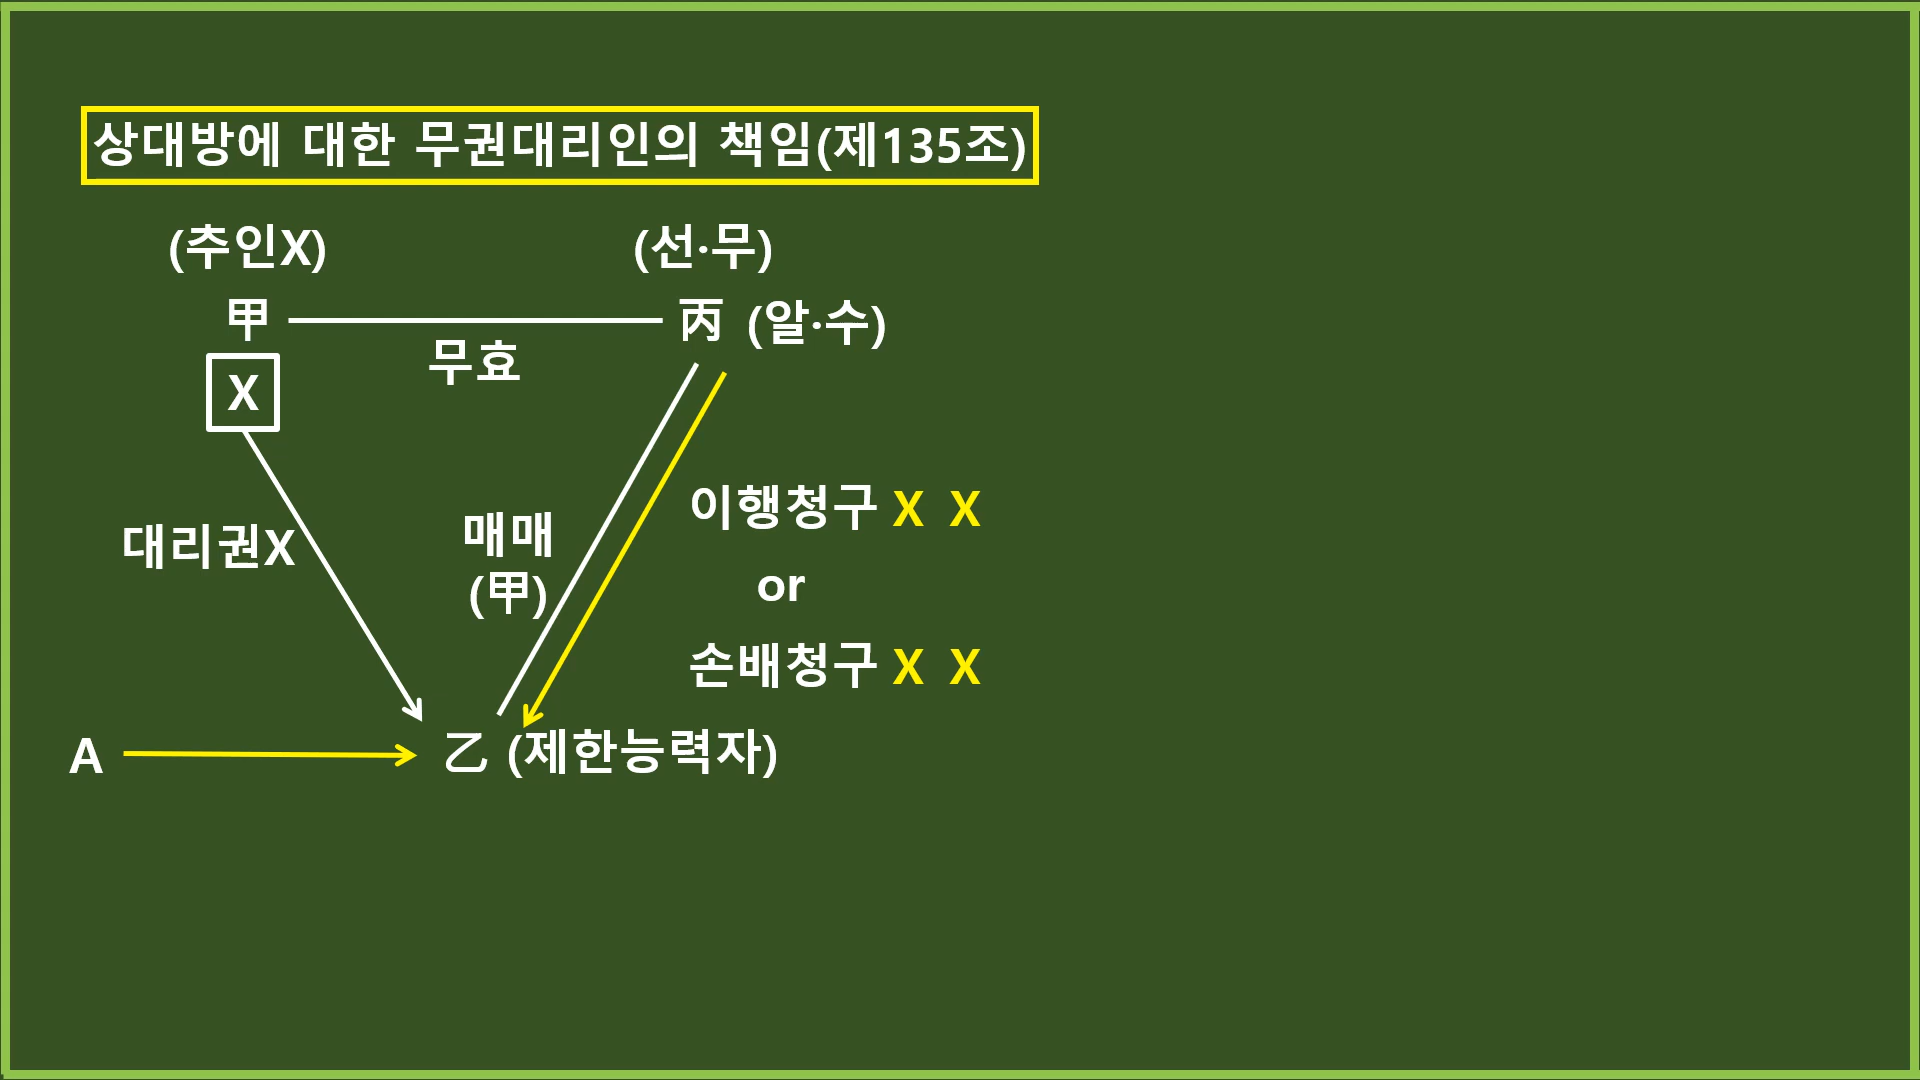 상대방에 대한 무권대리인의 책임(제135조)
(추인X)
(선·무)
甲
丙 (알·수)
무효
X
대리권X
매매
(甲)
이행청구 X X
or
손배청구 X X
A
乙 (제한능력자)